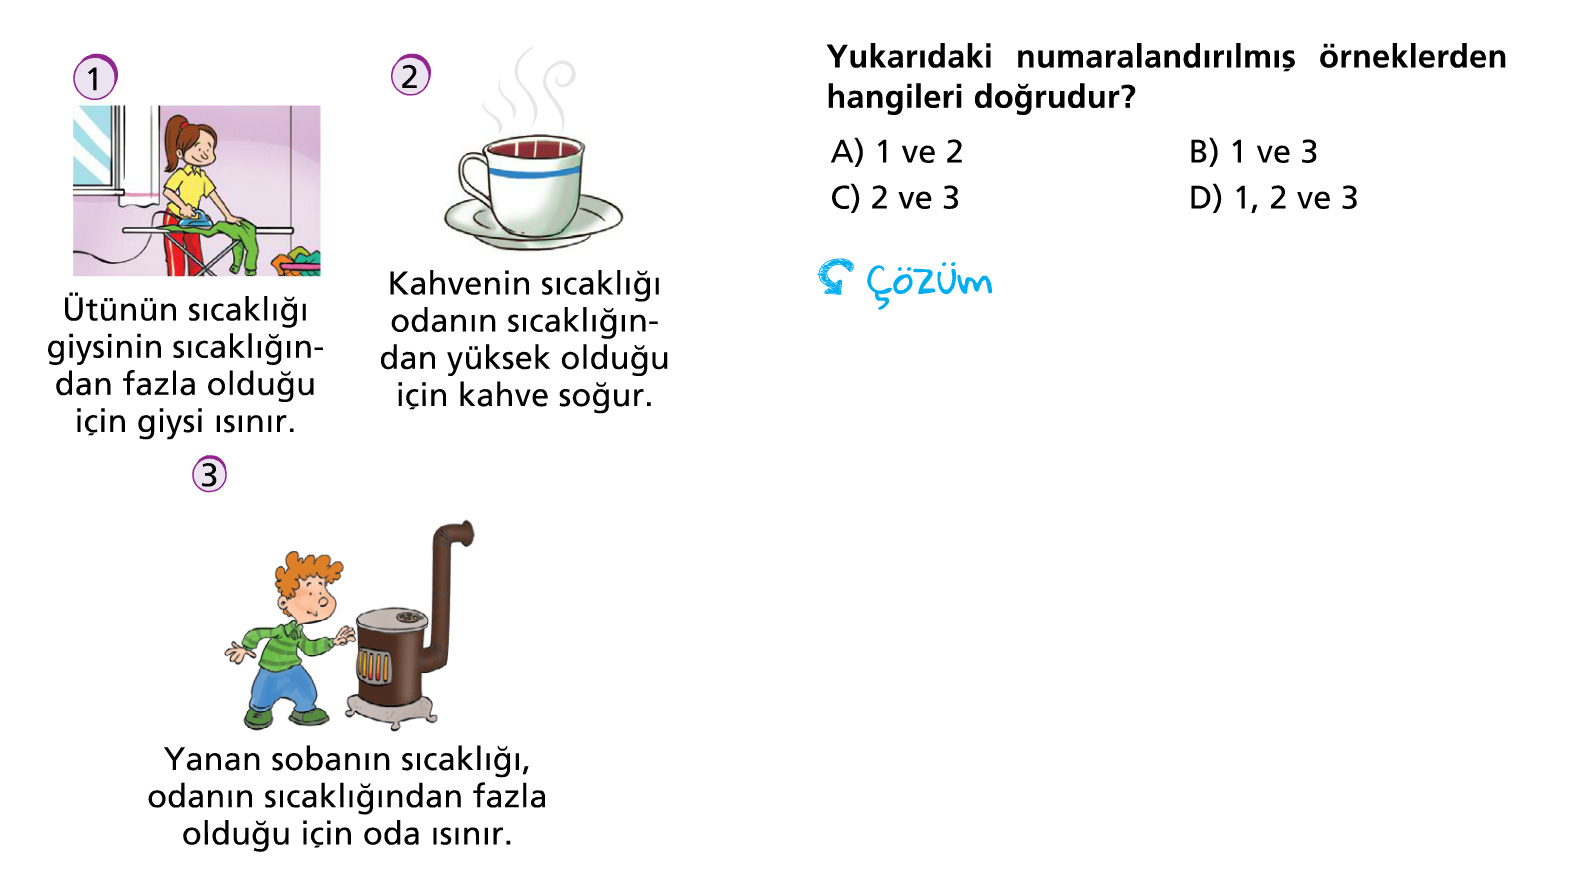 1
Ütünün sıcaklığı
giysinin sıcaklığın-
dan fazla olduğu
için giysi ısınır.
2
Kahvenin sıcaklığı
odanın sıcaklığın-
dan yüksek olduğu
için kahve soğur.
3
Yanan sobanın sıcaklığı,
odanın sıcaklığından fazla
olduğu için oda ısınır.
Yukarıdaki numaralandırılmış örneklerden
hangileri doğrudur?
A) 1 ve 2
B) 1 ve 3
C) 2 ve 3
D) 1, 2 ve 3
Çözüm